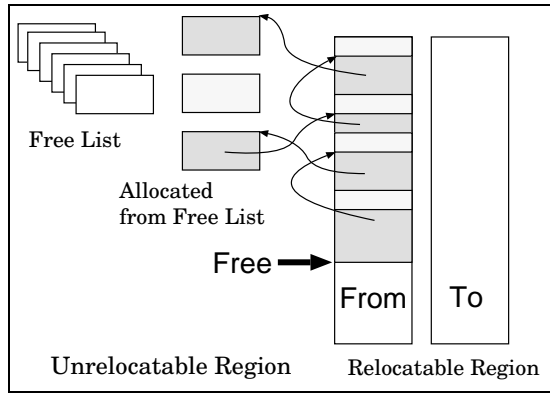 Free List
Allocated
from Free List
Free
From
To
Unrelocatable Region
Relocatable Region